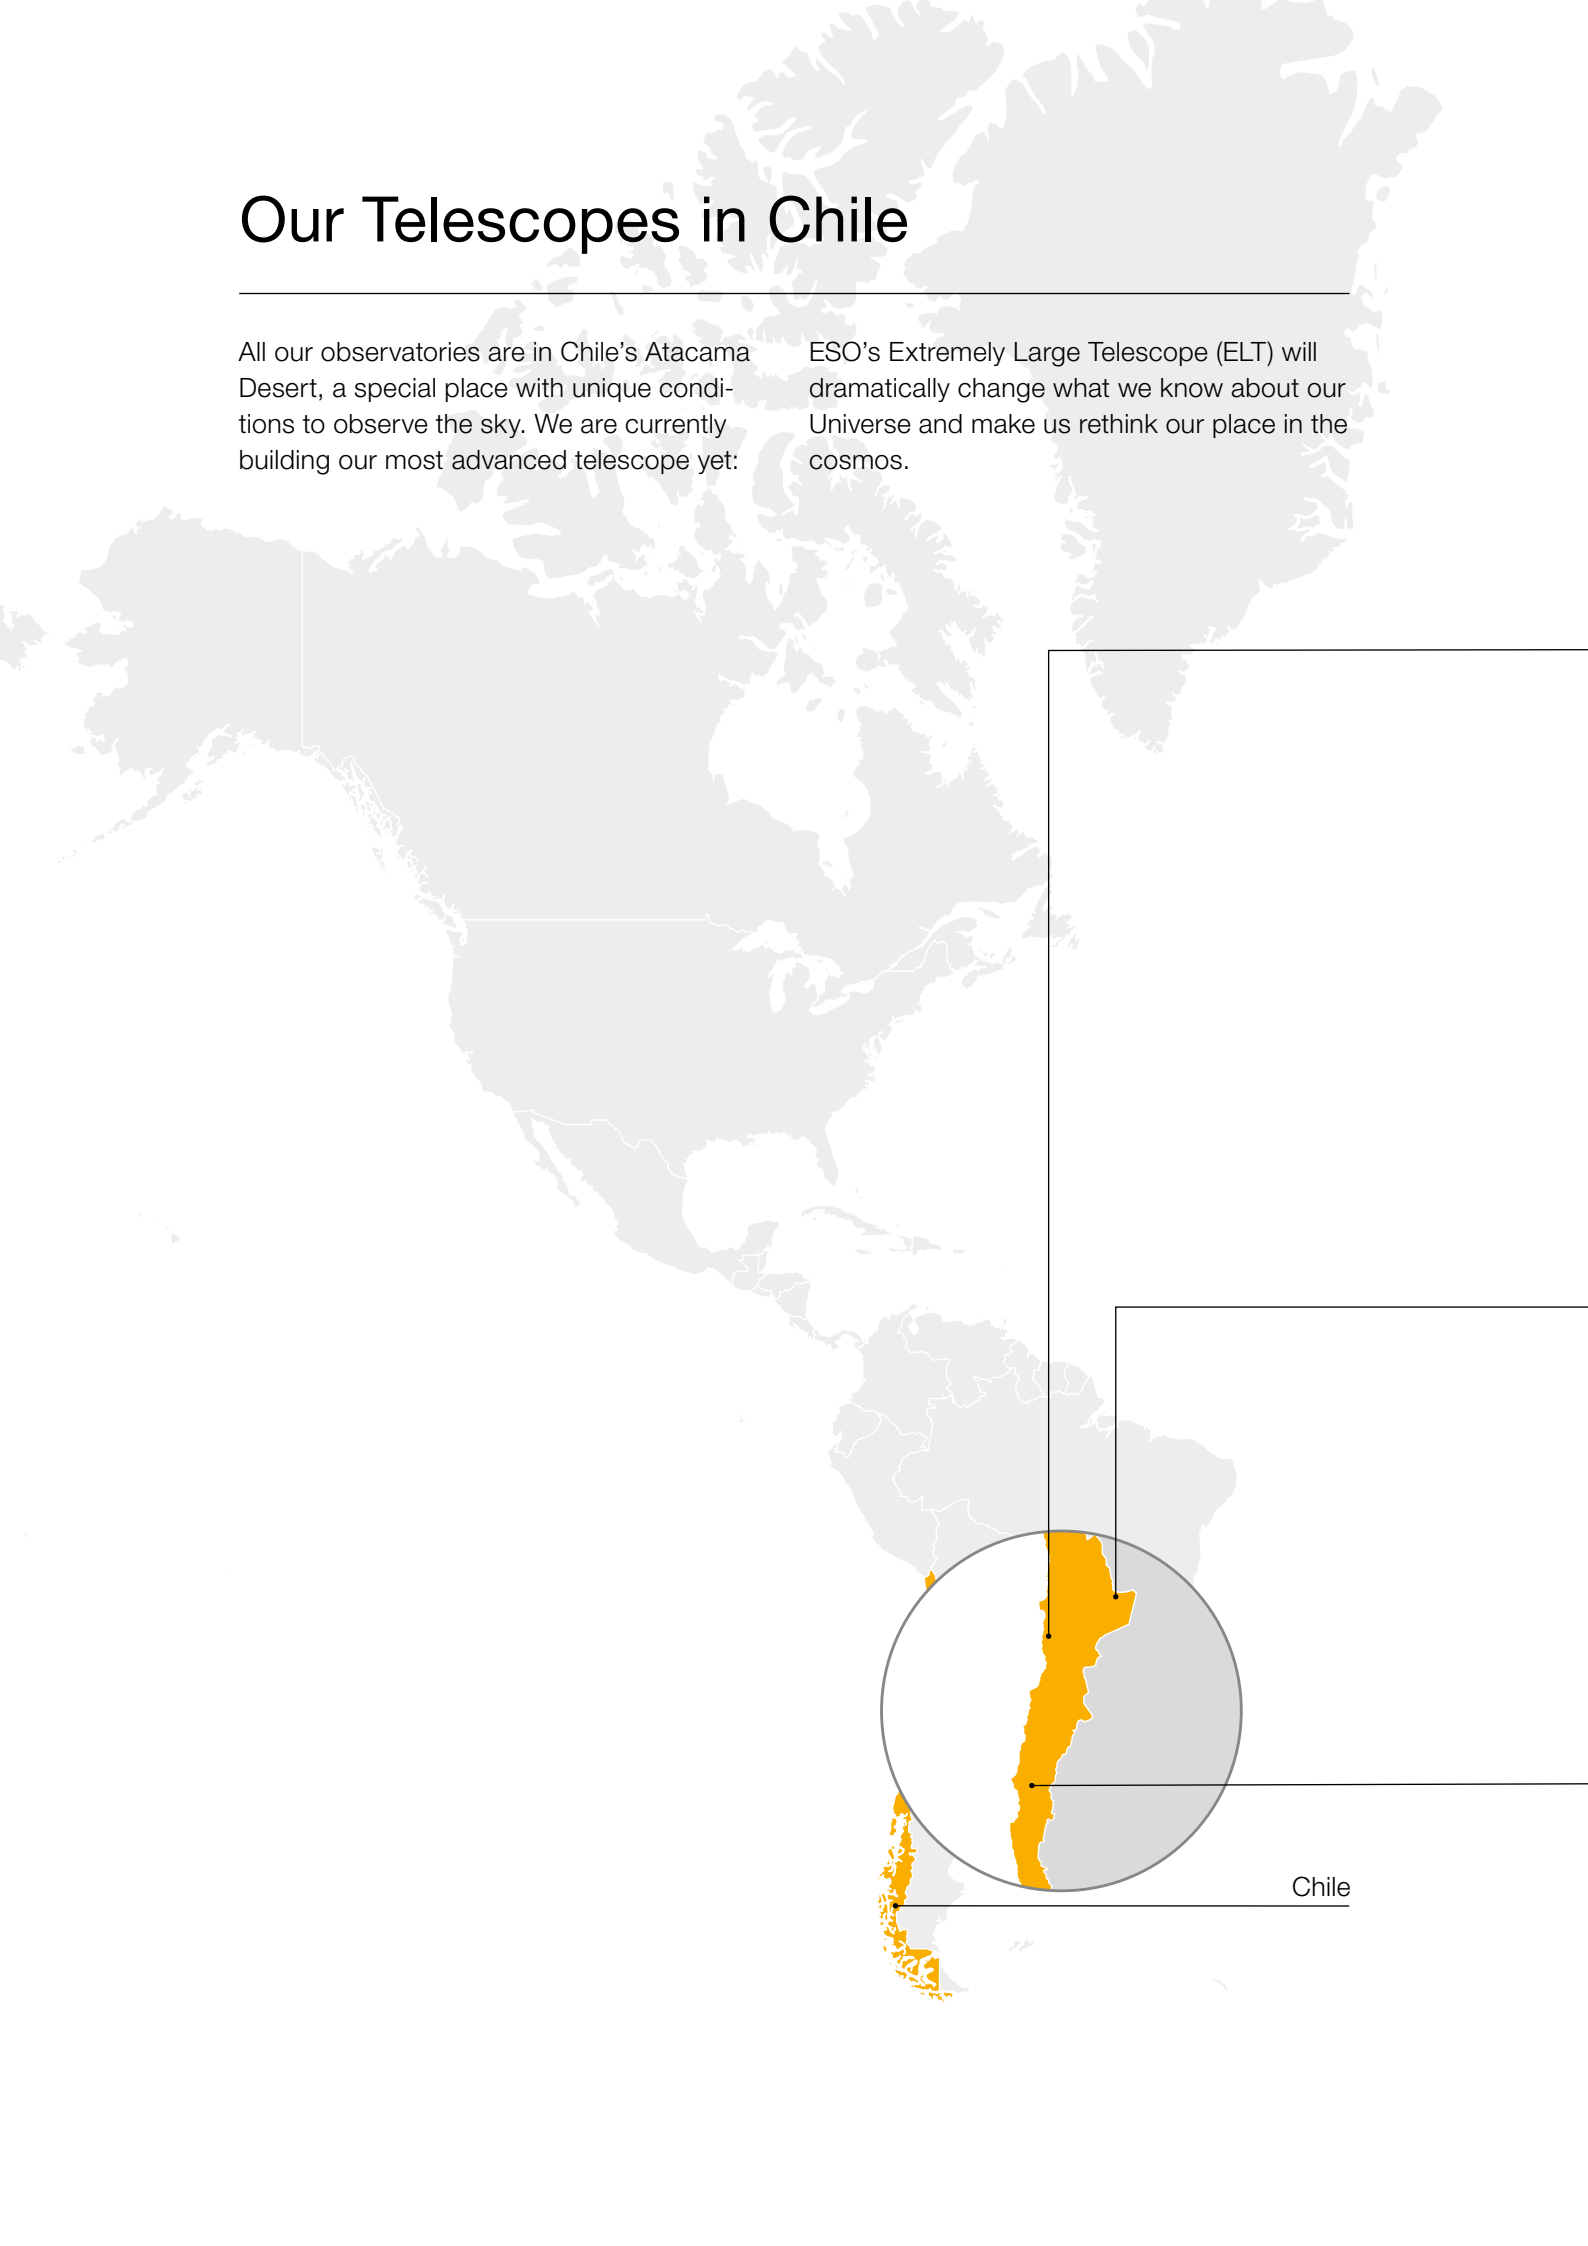 Our Telescopes in Chile
All our observatories are in Chile’s Atacama
Desert, a special place with unique condi-
tions to observe the sky. We are currently
building our most advanced telescope yet:
ESO’s Extremely Large Telescope (ELT) will
dramatically change what we know about our
Universe and make us rethink our place in the
cosmos.
Chile